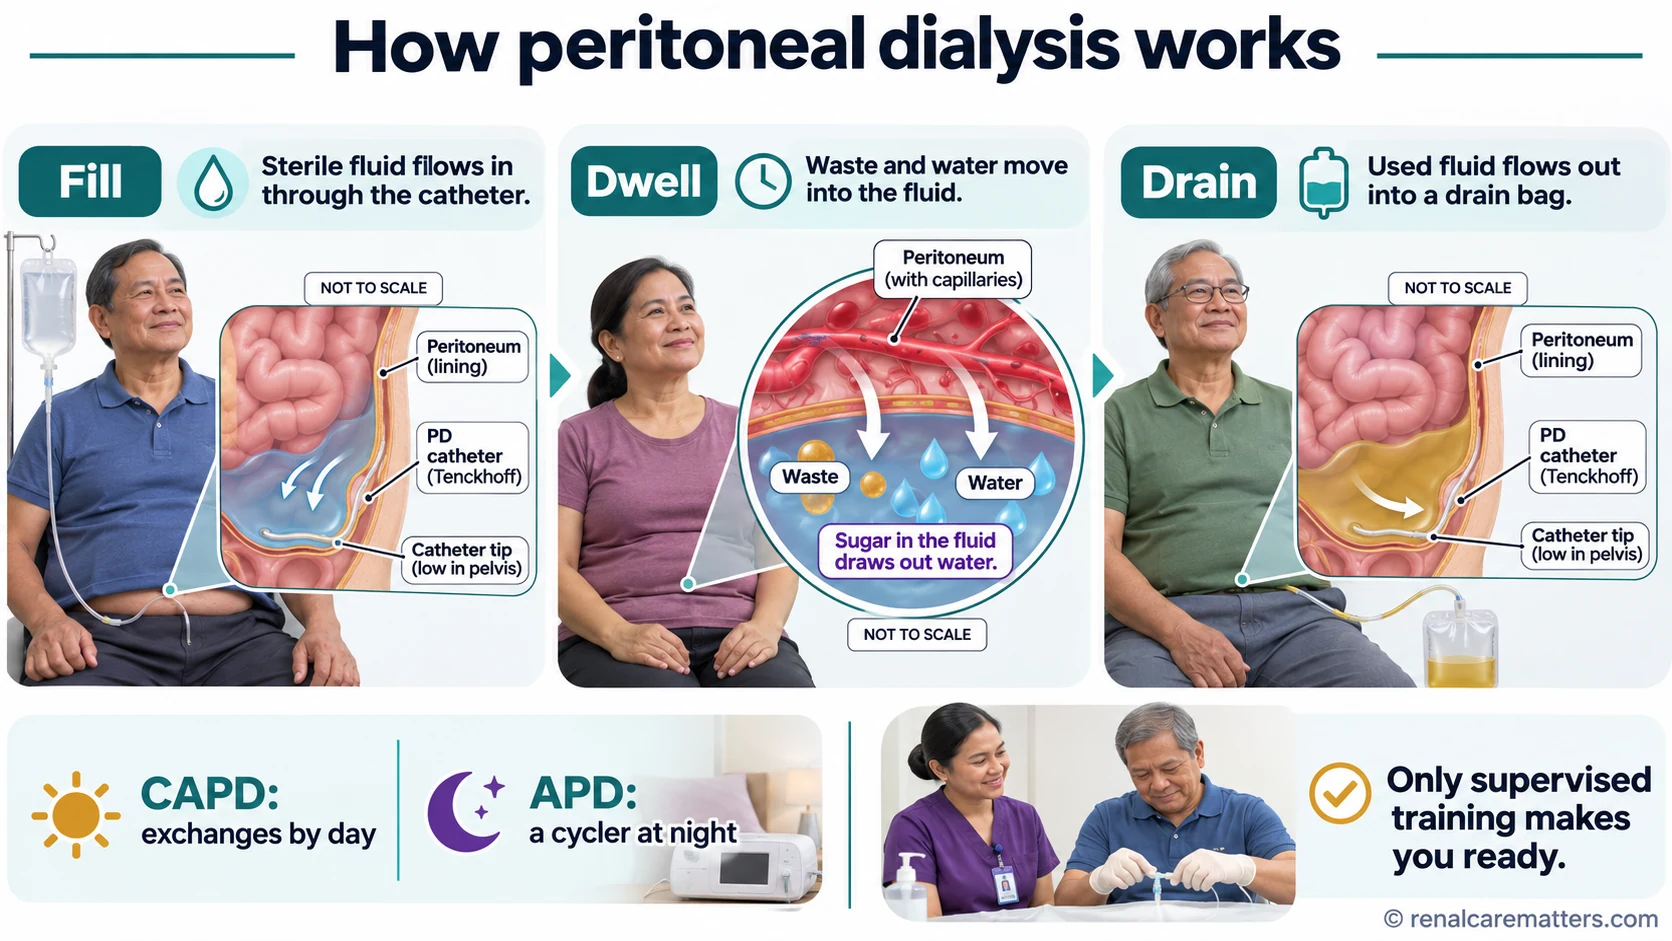 How peritoneal dialysis works
Fill
Sterile fluid flows in
through the catheter.
NOT TO SCALE
Peritoneum
(lining)
PD
catheter
(Tenckhoff)
Catheter tip
(low in pelvis)
Dwell
Waste and water move
into the fluid.
Peritoneum
(with capillaries)
Waste
Water
Sugar in the fluid
draws out water.
NOT TO SCALE
Drain
Used fluid flows out
into a drain bag.
NOT TO SCALE
Peritoneum
(lining)
PD
catheter
(Tenckhoff)
Catheter tip
(low in pelvis)
CAPD:
exchanges by day
APD:
a cycler at night
Only supervised
training makes
you ready.
© renalcarematters.com